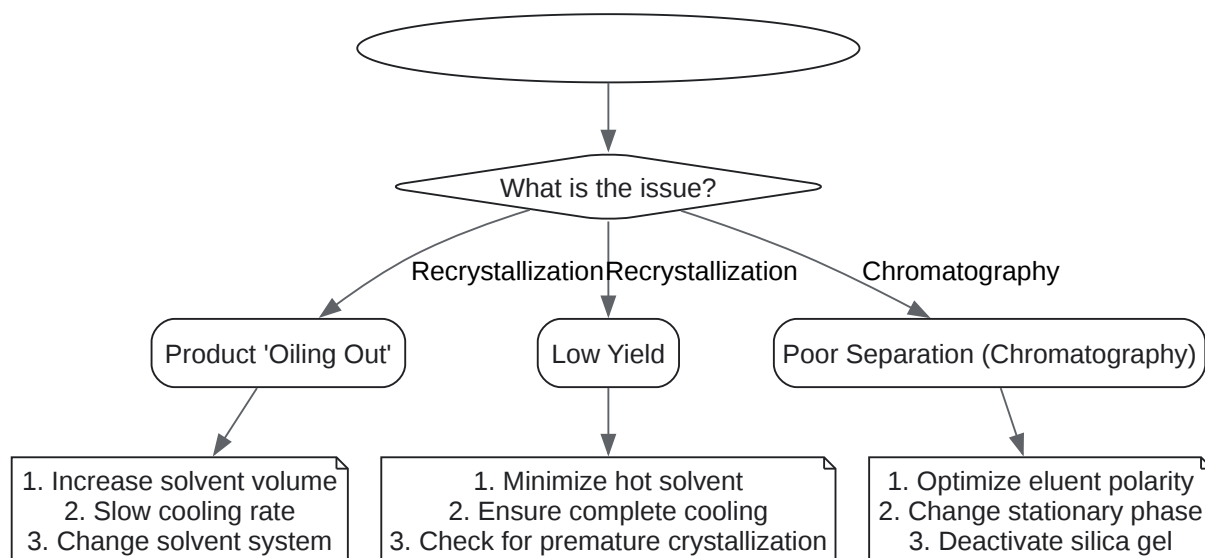 What is the issue?
Recrystallization
Recrystallization
Chromatography
Product 'Oiling Out'
Low Yield
Poor Separation (Chromatography)
1. Increase solvent volume
2. Slow cooling rate
3. Change solvent system
1. Minimize hot solvent
2. Ensure complete cooling
3. Check for premature crystallization
1. Optimize eluent polarity
2. Change stationary phase
3. Deactivate silica gel